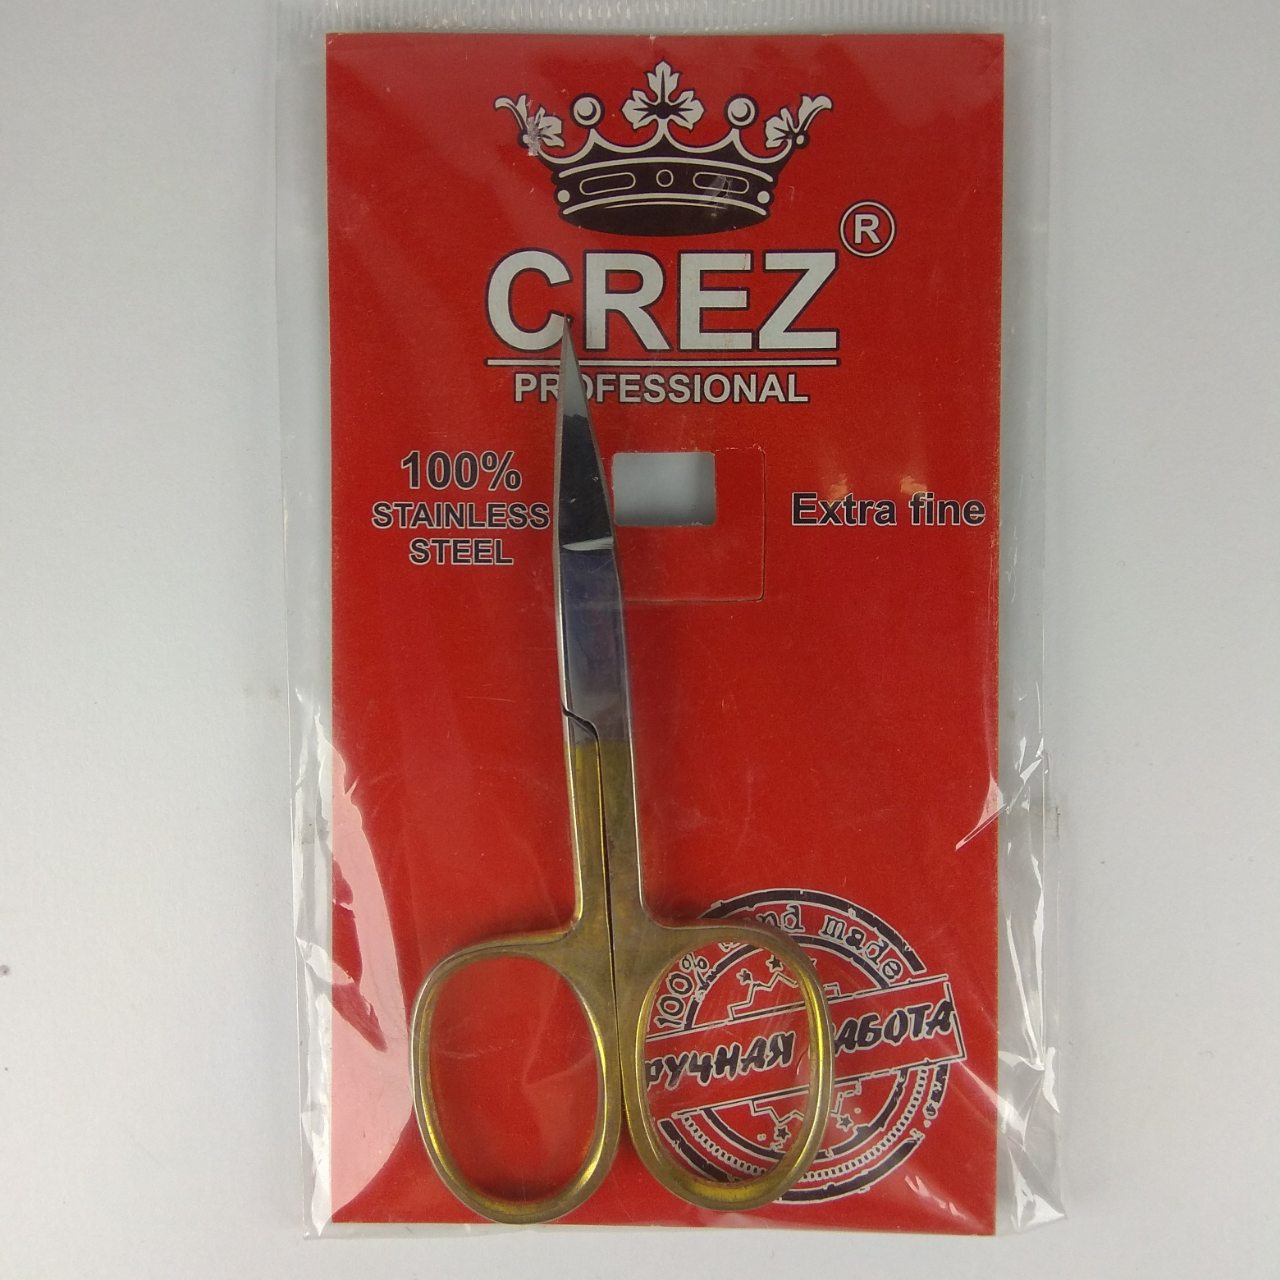 ®
CREZ
PROFESSIONAL
100%
STAINLESS
STEEL
Extra fine
100% hand made
РУЧНАЯ РАБОТА